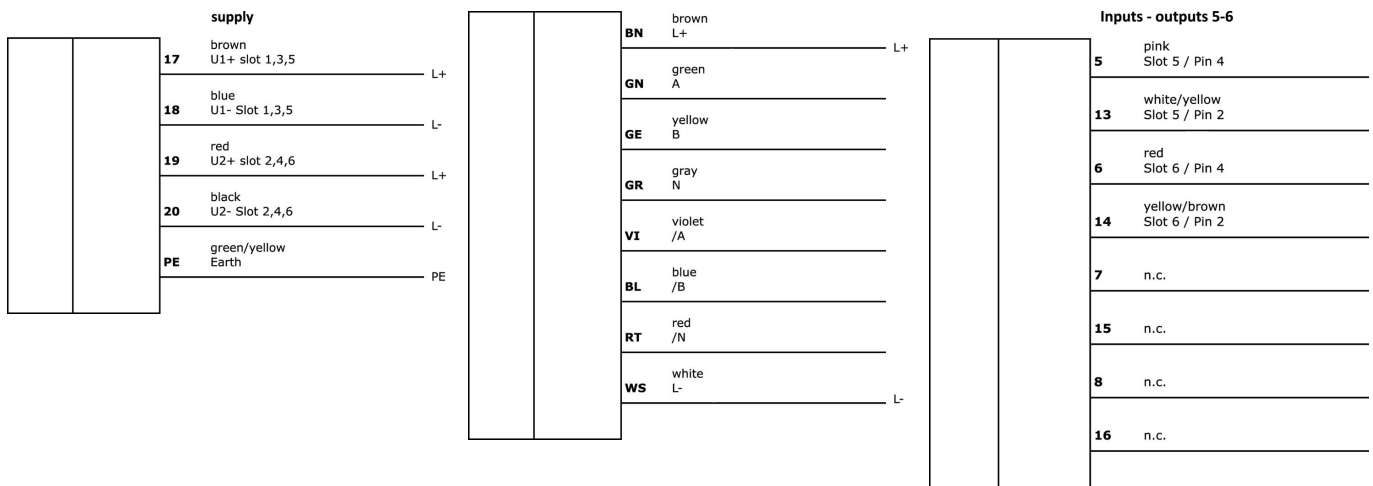 supply
brown
17 U1+ slot 1,3,5
L+
blue
18 U1- Slot 1,3,5
L-
red
19 U2+ slot 2,4,6
L+
black
20 U2- Slot 2,4,6
L-
green/yellow
PE Earth
PE
brown
BN L+
L+
green
GN A
yellow
GE B
gray
GR N
violet
VI /A
blue
BL /B
red
RT /N
white
WS L-
L-
Inputs - outputs 5-6
pink
5 Slot 5 / Pin 4
white/yellow
13 Slot 5 / Pin 2
red
6 Slot 6 / Pin 4
yellow/brown
14 Slot 6 / Pin 2
7 n.c.
15 n.c.
8 n.c.
16 n.c.